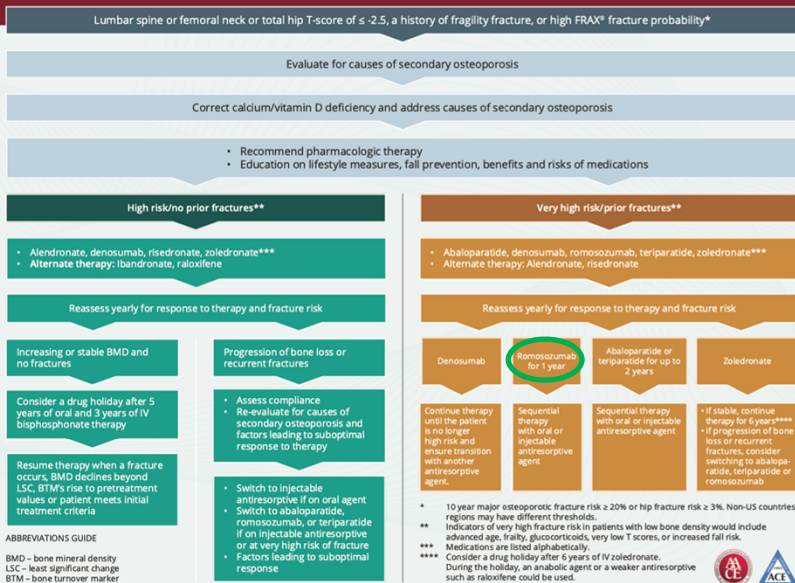 Lumbar spine or femoral neck or total hip T-score of ≤ -2.5, a history of fragility fracture, or high FRAX® fracture probability*
Evaluate for causes of secondary osteoporosis
Correct calcium/vitamin D deficiency and address causes of secondary osteoporosis
• Recommend pharmacologic therapy
• Education on lifestyle measures, fall prevention, benefits and risks of medications
High risk/no prior fractures**
• Alendronate, denosumab, risedronate, zoledronate***
• Alternate therapy: Ibandronate, raloxifene
Reassess yearly for response to therapy and fracture risk
Increasing or stable BMD and
no fractures
Consider a drug holiday after 5
years of oral and 3 years of IV
bisphosphonate therapy
Resume therapy when a fracture
occurs, BMD declines beyond
LSC, BTM's rise to pretreatment
values or patient meets initial
treatment criteria
Progression of bone loss or
recurrent fractures
• Assess compliance
• Re-evaluate for causes of
secondary osteoporosis and
factors leading to suboptimal
response to therapy
• Switch to injectable
antiresorptive if on oral agent
• Switch to abaloparatide,
romosozumab, or teriparatide
if on injectable antiresorptive
or at very high risk of fracture
• Factors leading to suboptimal
response
ABBREVIATIONS GUIDE
BMD – bone mineral density
LSC – least significant change
BTM – bone turnover marker
Very high risk/prior fractures**
• Abaloparatide, denosumab, romosozumab, teriparatide, zoledronate***
• Alternate therapy: Alendronate, risedronate
Reassess yearly for response to therapy and fracture risk
Denosumab
Continue therapy
until the patient
is no longer
high risk and
ensure transition
with another
antiresorptive
agent.
Romosozumab
for 1 year
Sequential
therapy
with oral or
injectable
antiresorptive
agent
Abaloparatide or
teriparatide for up to
2 years
Sequential therapy
with oral or injectable
antiresorptive agent
Zoledronate
• If stable, continue
therapy for 6 years****
• If progression of bone
loss or recurrent
fractures, consider
switching to abalopa-
ratide, teriparatide or
romosozumab
* 10 year major osteoporotic fracture risk ≥ 20% or hip fracture risk ≥ 3%. Non-US countries/
regions may have different thresholds.
** Indicators of very high fracture risk in patients with low bone density would include
advanced age, frailty, glucocorticoids, very low T scores, or increased fall risk.
*** Medications are listed alphabetically.
**** Consider a drug holiday after 6 years of IV zoledronate.
During the holiday, an anabolic agent or a weaker antiresorptive
such as raloxifene could be used.
AACE
ACE